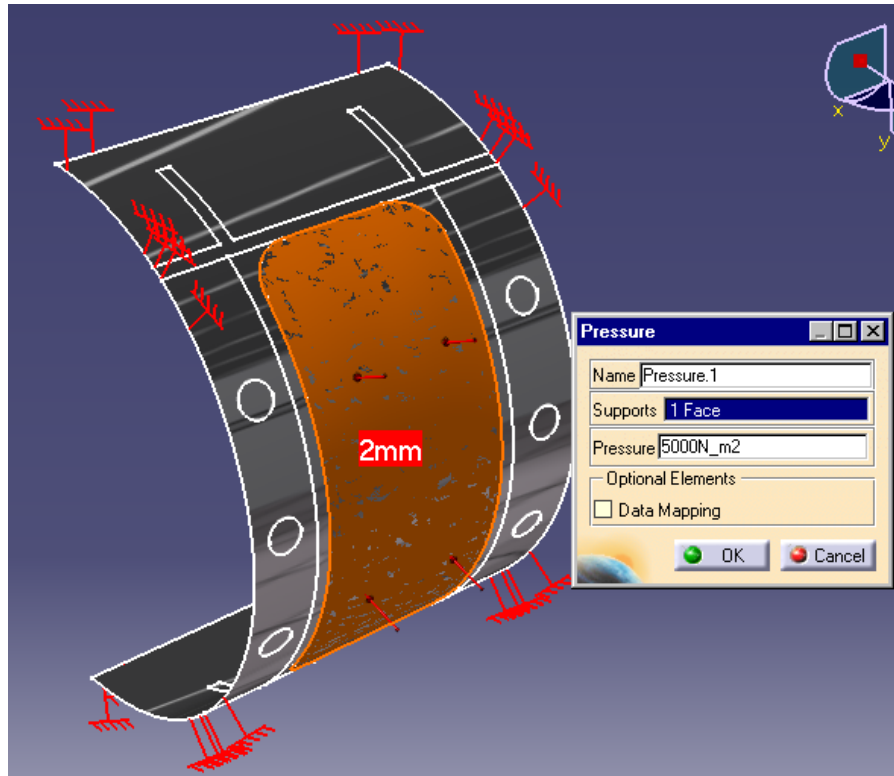 x
y
Pressure
Name Pressure.1
Supports 1 Face
Pressure 5000N_m2
Optional Elements
Data Mapping
OK Cancel
2mm